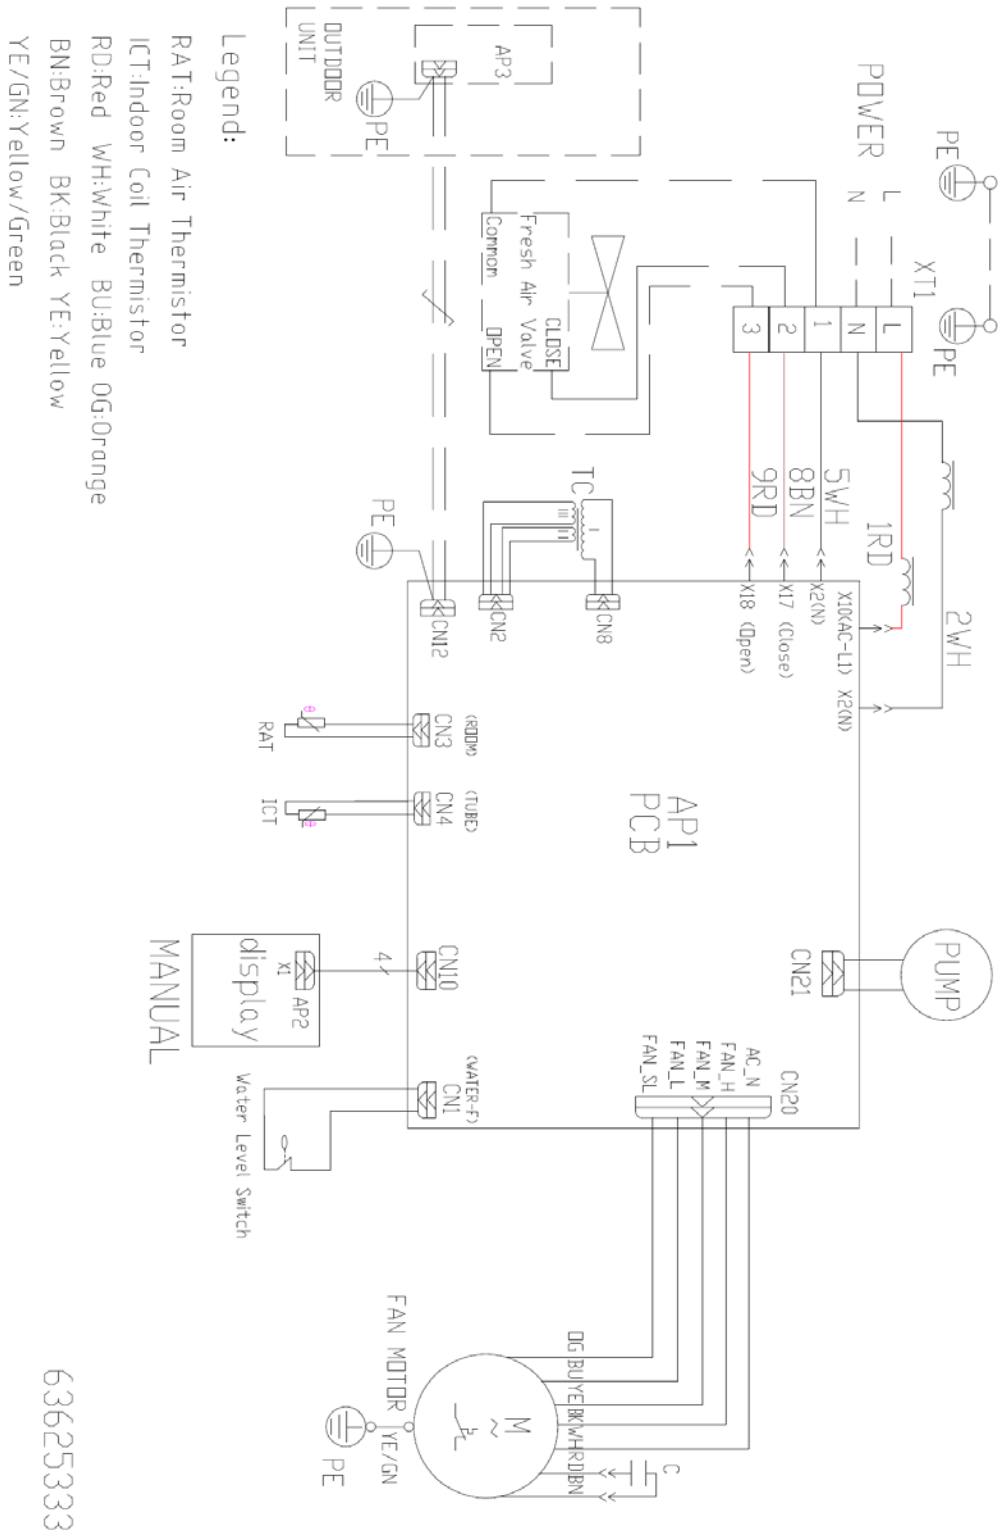 POWER
L
N
PE
PE
XT1
L
N
1
2
3
OUTDOOR
UNIT
AP3
PE
Fresh Air Valve
Common
OPEN
CLOSE
1RD
2WH
5WH
8BN
9RD
TC
PE
X10(AC-L1)
X2(N)
X2(N)
X17 (Close)
X18 (Open)
CN8
CN2
CN12
AP1
PCB
(ROOM)
CN3
RAT
(TUBE)
CN4
ICT
CN10
4
display
X1
AP2
MANUAL
(WATER-F)
CN1
Water Level Switch
PUMP
CN21
CN20
AC_N
FAN_H
FAN_M
FAN_L
FAN_SL
OG BU YE BK WH RD BN
C
M
~
FAN MOTOR
YE/GN
PE
Legend:
RAT:Room Air Thermistor
ICT:Indoor Coil Thermistor
RD:Red WH:White BU:Blue OG:Orange
BN:Brown BK:Black YE:Yellow
YE/GN:Yellow/Green
63625333